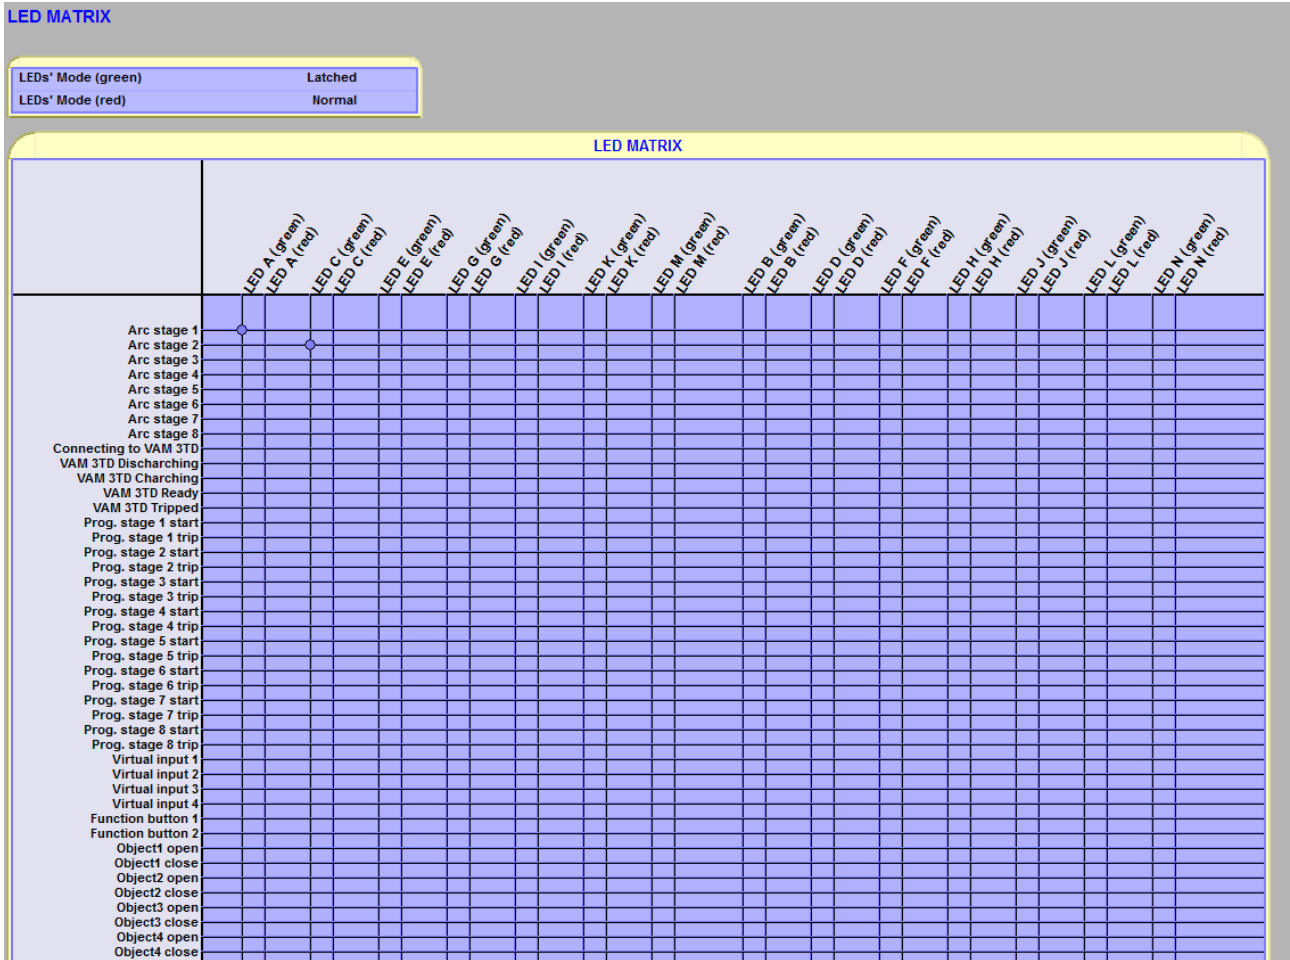 LED MATRIX
LEDs' Mode (green) Latched
LEDs' Mode (red) Normal
LED MATRIX
LED A (green)
LED A (red)
LED C (green)
LED C (red)
LED E (green)
LED E (red)
LED G (green)
LED G (red)
LED I (green)
LED I (red)
LED K (green)
LED K (red)
LED M (green)
LED M (red)
LED B (green)
LED B (red)
LED D (green)
LED D (red)
LED F (green)
LED F (red)
LED H (green)
LED H (red)
LED J (green)
LED J (red)
LED L (green)
LED L (red)
LED N (green)
LED N (red)
Arc stage 1
Arc stage 2
Arc stage 3
Arc stage 4
Arc stage 5
Arc stage 6
Arc stage 7
Arc stage 8
Connecting to VAM 3TD
VAM 3TD Discharching
VAM 3TD Charching
VAM 3TD Ready
VAM 3TD Tripped
Prog. stage 1 start
Prog. stage 1 trip
Prog. stage 2 start
Prog. stage 2 trip
Prog. stage 3 start
Prog. stage 3 trip
Prog. stage 4 start
Prog. stage 4 trip
Prog. stage 5 start
Prog. stage 5 trip
Prog. stage 6 start
Prog. stage 6 trip
Prog. stage 7 start
Prog. stage 7 trip
Prog. stage 8 start
Prog. stage 8 trip
Virtual input 1
Virtual input 2
Virtual input 3
Virtual input 4
Function button 1
Function button 2
Object1 open
Object1 close
Object2 open
Object2 close
Object3 open
Object3 close
Object4 open
Object4 close